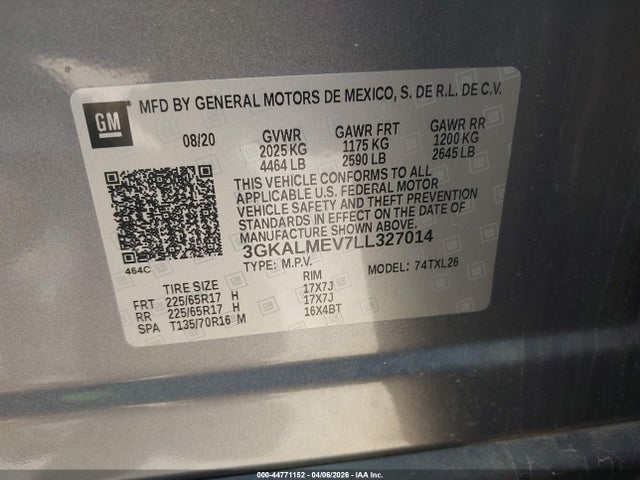 GM
MFD BY GENERAL MOTORS DE MEXICO, S. DE R.L. DE C.V.
08/20 GVWR GAWR FRT GAWR RR
2025 KG 1175 KG 1200 KG
4464 LB 2590 LB 2645 LB
THIS VEHICLE CONFORMS TO ALL
APPLICABLE U.S. FEDERAL MOTOR
VEHICLE SAFETY AND THEFT PREVENTION
STANDARDS IN EFFECT ON THE DATE OF
MANUFACTURE SHOWN ABOVE.
3GKALMEV7LL327014
464C
TYPE: M.P.V. MODEL: 74TXL26
TIRE SIZE RIM
FRT 225/65R17 H 17X7J
RR 225/65R17 H 17X7J
SPA T135/70R16 M 16X4BT
000-44771152 - 04/06/2026 - IAA Inc.